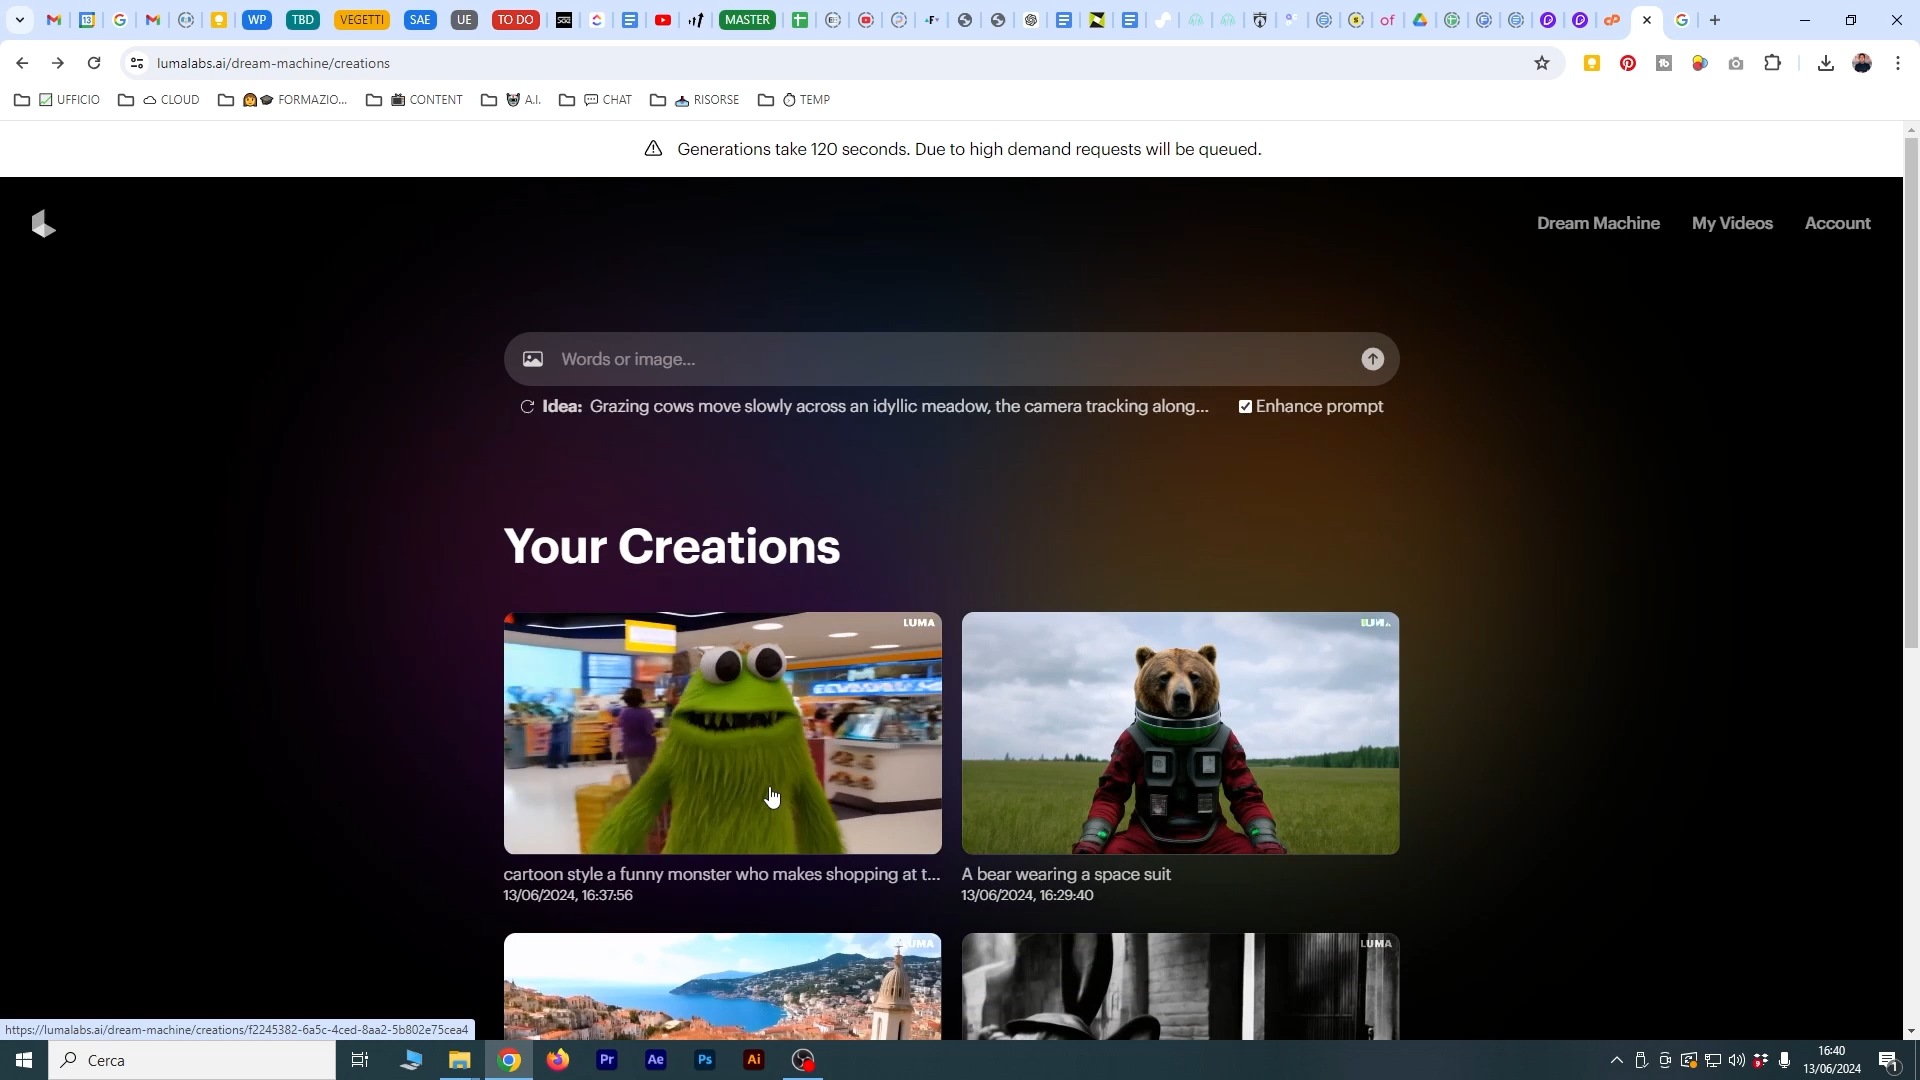 WP
TBD
VEGETTI
SAE
UE
TO DO
MASTER
lumalabs.ai/dream-machine/creations
UFFICIO
CLOUD
FORMAZIO...
CONTENT
A.I.
CHAT
RISORSE
TEMP
Generations take 120 seconds. Due to high demand requests will be queued.
Dream Machine
My Videos
Account
Words or image...
Idea: Grazing cows move slowly across an idyllic meadow, the camera tracking along...
Enhance prompt
Your Creations
LUMA
LUMA
cartoon style a funny monster who makes shopping at t...
13/06/2024, 16:37:56
A bear wearing a space suit
13/06/2024, 16:29:40
LUMA
LUMA
https://lumalabs.ai/dream-machine/creations/f2245382-6a5c-4ced-8aa2-5b802e75cea4
Cerca
Pr
Ae
Ps
Ai
16:40
13/06/2024
1